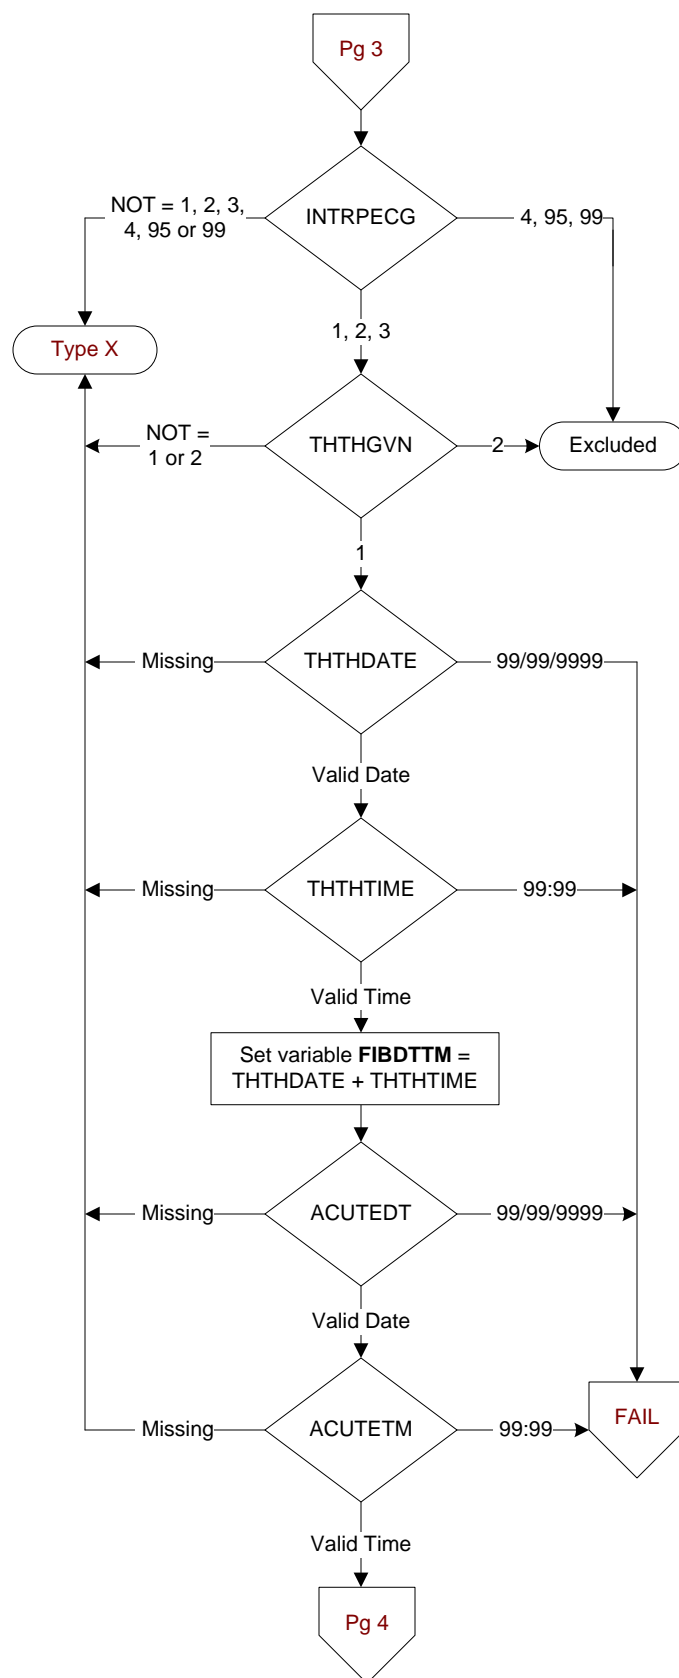 Pg 3
NOT = 1, 2, 3,
4, 95 or 99
INTRPECG
4, 95, 99
1, 2, 3
Type X
NOT =
1 or 2
THTHGVN
2
Excluded
1
Missing
THTHDATE
99/99/9999
Valid Date
Missing
THTHTIME
99:99
Valid Time
Set variable FIBDTTM =
THTHDATE + THTHTIME
Missing
ACUTEDT
99/99/9999
Valid Date
Missing
ACUTETM
99:99
FAIL
Valid Time
Pg 4